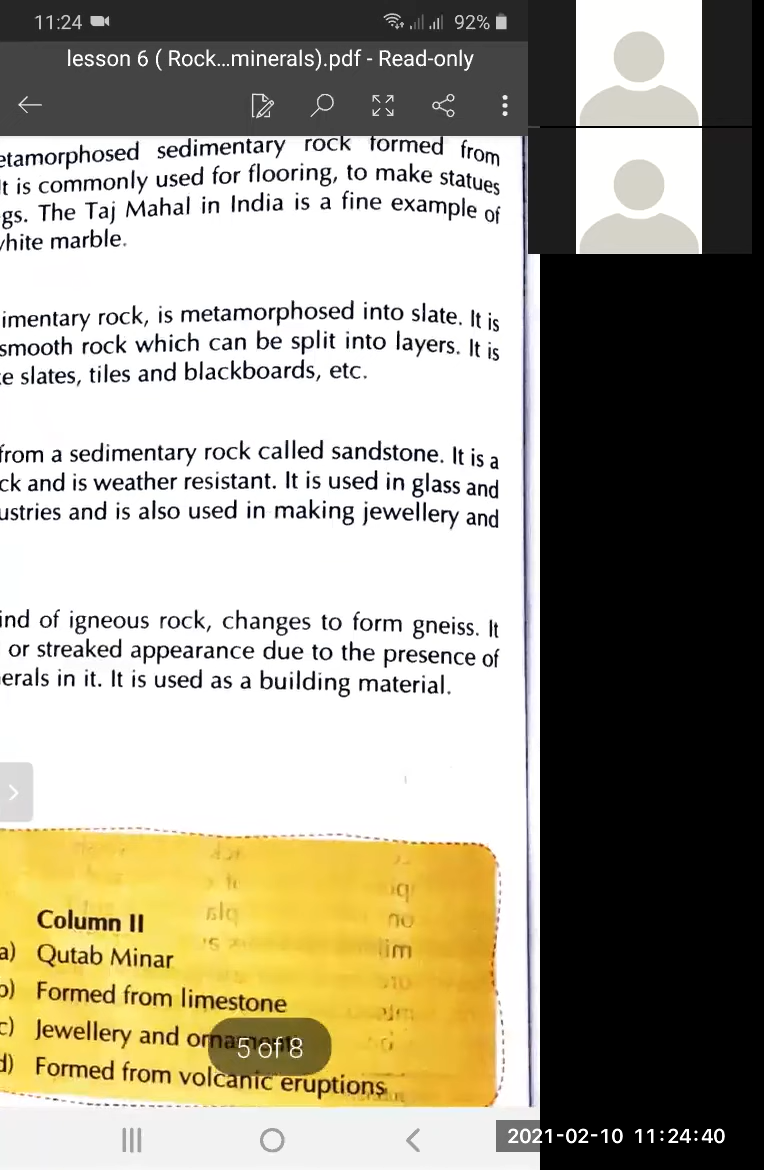 11:24 92%
lesson 6 ( Rock...minerals).pdf - Read-only
etamorphosed sedimentary rock formed from
It is commonly used for flooring, to make statues
gs. The Taj Mahal in India is a fine example of
white marble.
imentary rock, is metamorphosed into slate. It is
smooth rock which can be split into layers. It is
e slates, tiles and blackboards, etc.
from a sedimentary rock called sandstone. It is a
ck and is weather resistant. It is used in glass and
ustries and is also used in making jewellery and
ind of igneous rock, changes to form gneiss. It
or streaked appearance due to the presence of
erals in it. It is used as a building material.
Column II
a) Qutab Minar
b) Formed from limestone
c) Jewellery and
5 of 8
d) Formed from volcanic eruptions
2021-02-10 11:24:40